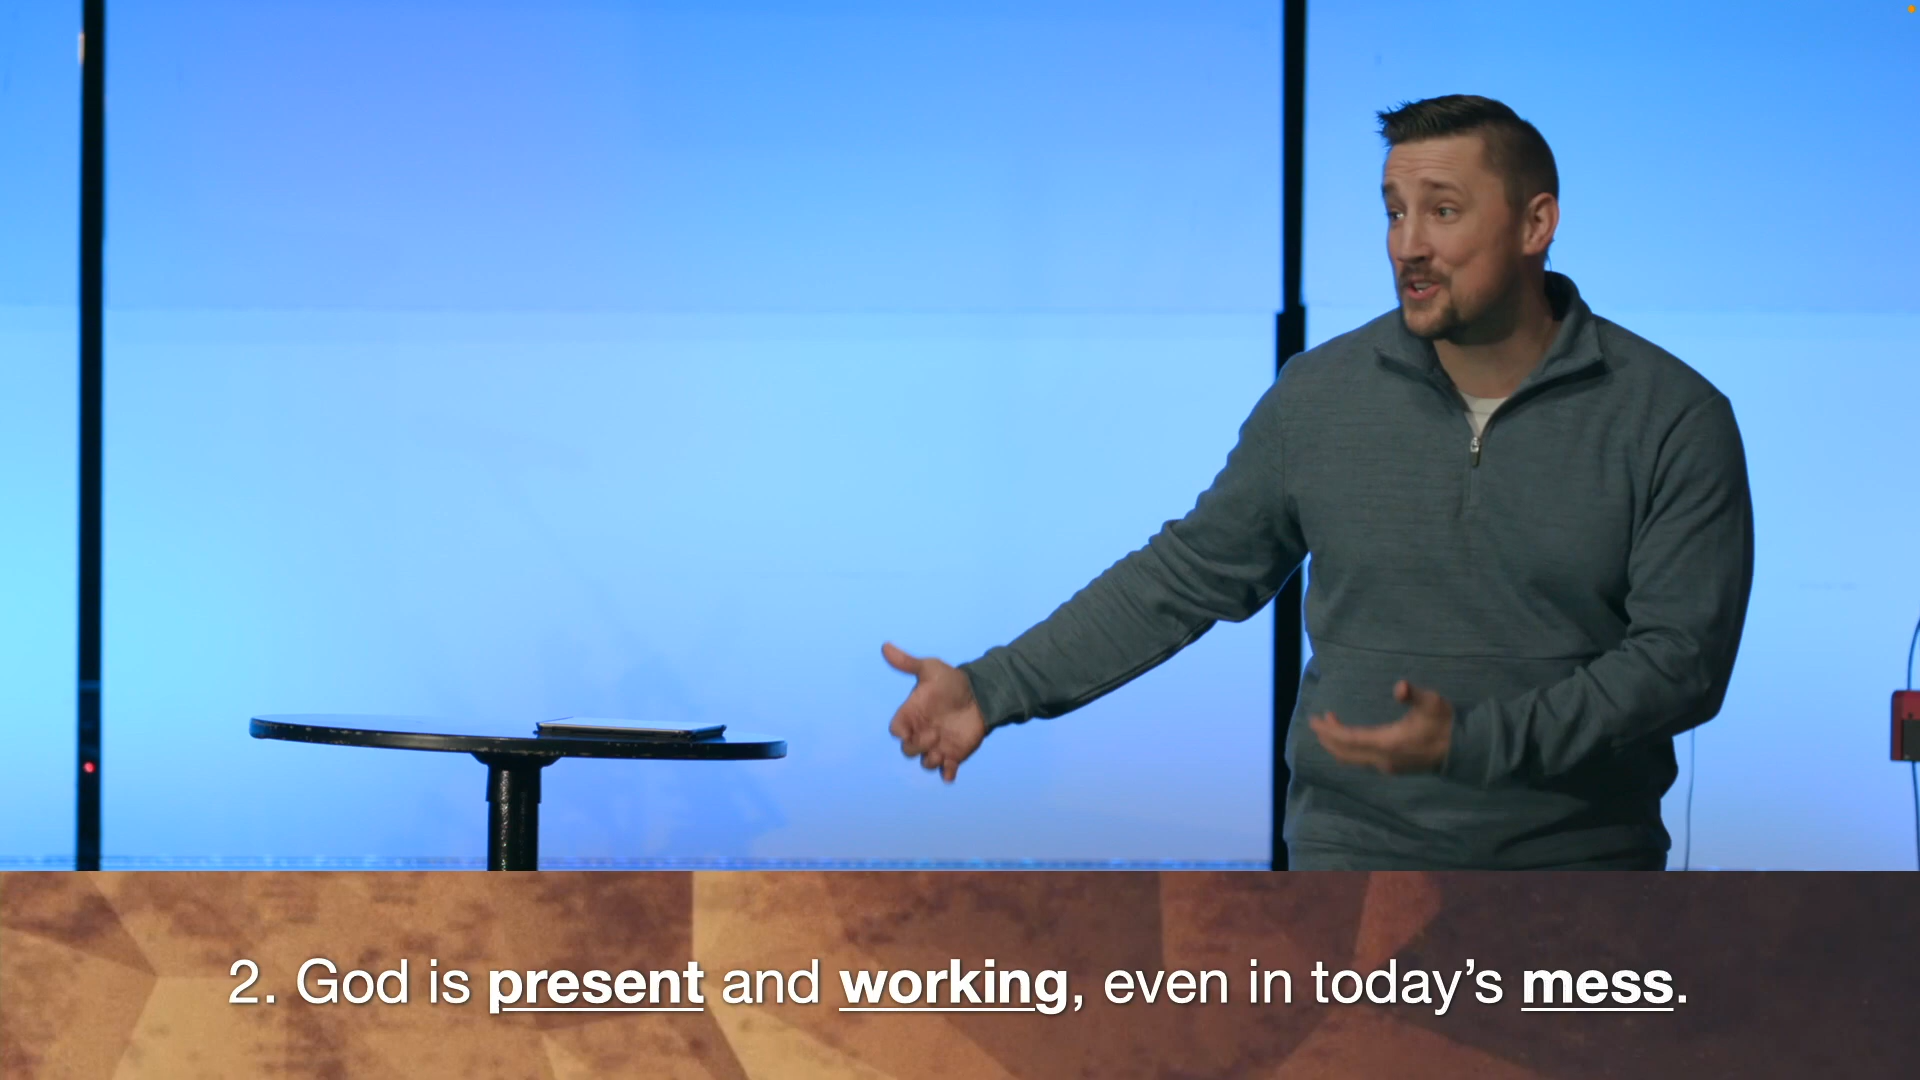 2. God is present and working, even in today’s mess.